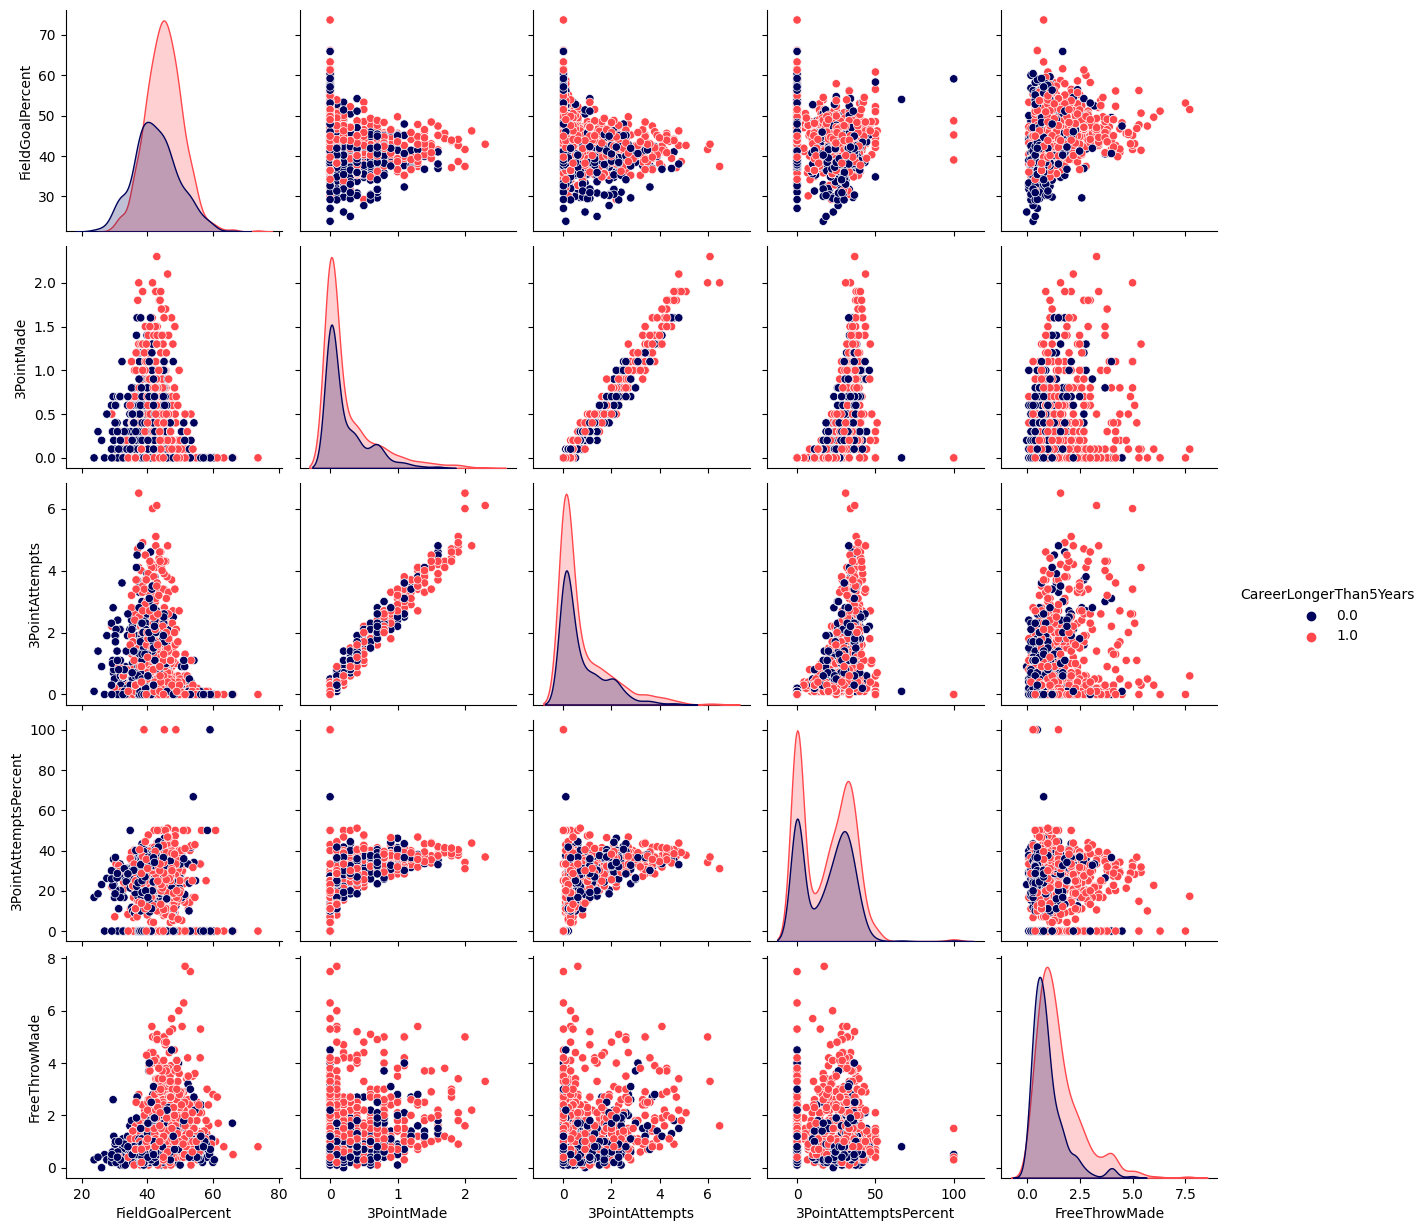 70
60
50
40
30
FieldGoalPercent
2.0
1.5
1.0
0.5
0.0
3PointMade
6
4
2
0
3PointAttempts
CareerLongerThan5Years
0.0
1.0
100
80
60
40
20
0
3PointAttemptsPercent
8
6
4
2
0
FreeThrowMade
20 40 60 80
0 1 2
0 2 4 6
0 50 100
0.0 2.5 5.0 7.5
FieldGoalPercent
3PointMade
3PointAttempts
3PointAttemptsPercent
FreeThrowMade